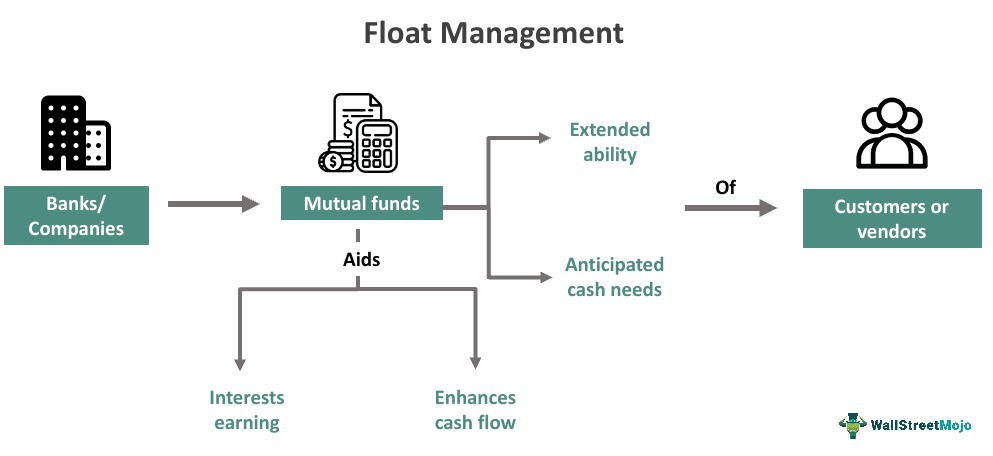 Float Management
Banks/
Companies
Mutual funds
Extended
ability
Of
Customers or
vendors
Aids
Anticipated
cash needs
Interests
earning
Enhances
cash flow
$
$
WallStreetMojo